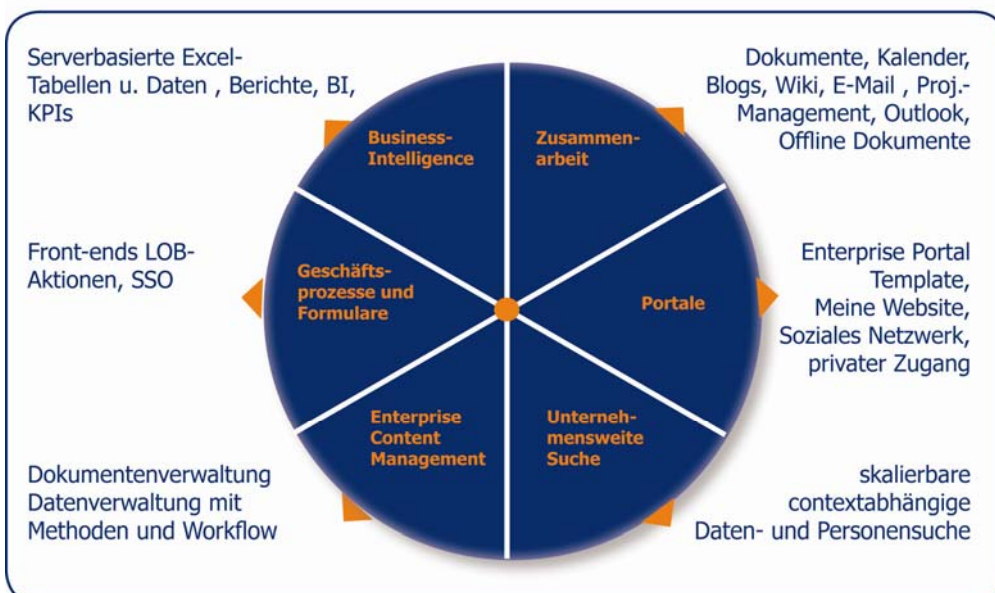 Serverbasierte Excel-
Tabellen u. Daten , Berichte, BI,
KPIs
Business-
Intelligence
Zusammen-
arbeit
Dokumente, Kalender,
Blogs, Wiki, E-Mail , Proj.-
Management, Outlook,
Offline Dokumente
Front-ends LOB-
Aktionen, SSO
Geschäfts-
prozesse und
Formulare
Portale
Enterprise Portal
Template,
Meine Website,
Soziales Netzwerk,
privater Zugang
Dokumentenverwaltung
Datenverwaltung mit
Methoden und Workflow
Enterprise
Content
Management
Unterneh-
mensweite
Suche
skalierbare
contextabhängige
Daten- und Personensuche